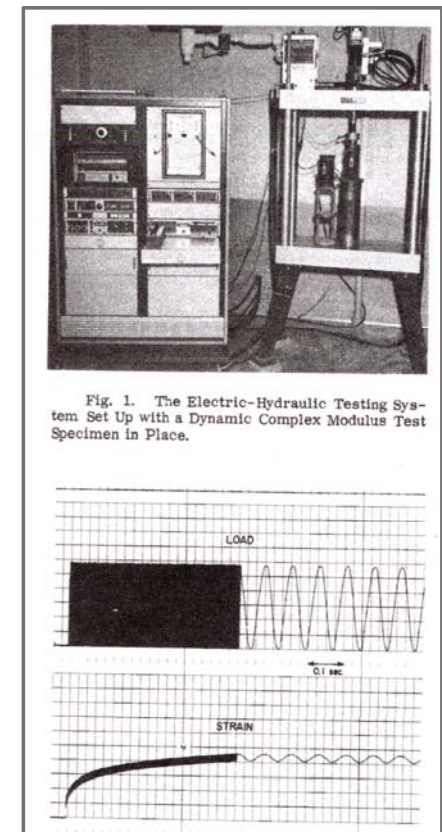 Fig. 1. The Electric-Hydraulic Testing Sys-
tem Set Up with a Dynamic Complex Modulus Test
Specimen in Place.
LOAD
0.1 sec.
STRAIN